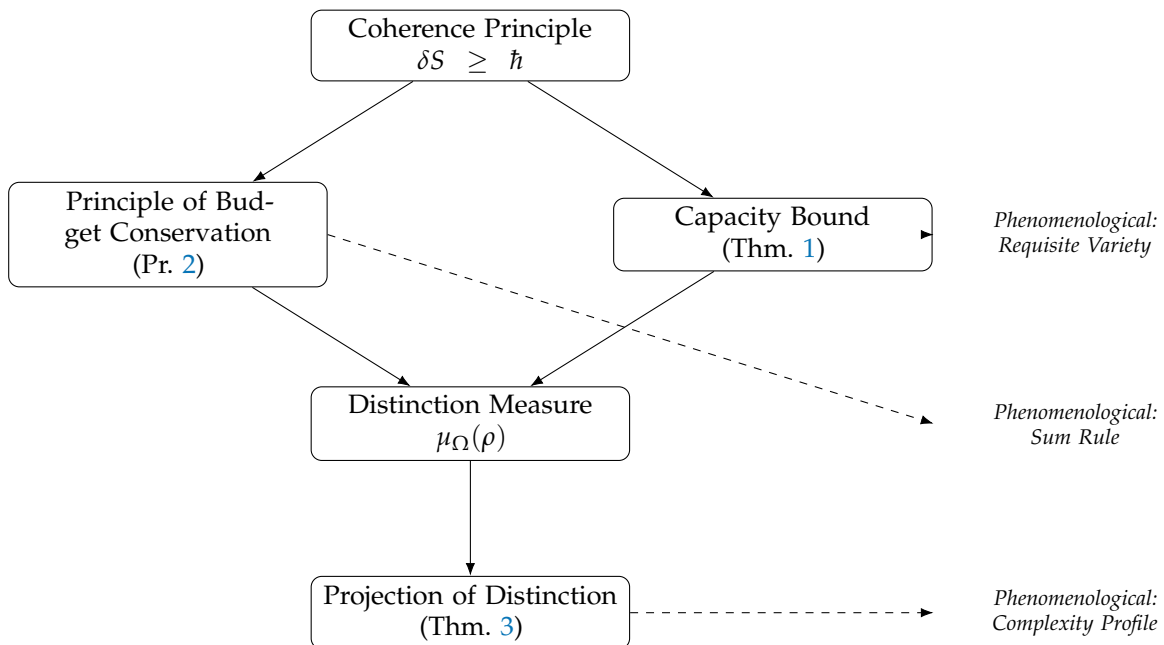 Coherence Principle
δS ≥ ℏ
Principle of Bud-
get Conservation
(Pr. 2)
Capacity Bound
(Thm. 1)
Phenomenological:
Requisite Variety
Distinction Measure
μΩ(ρ)
Phenomenological:
Sum Rule
Projection of Distinction
(Thm. 3)
Phenomenological:
Complexity Profile